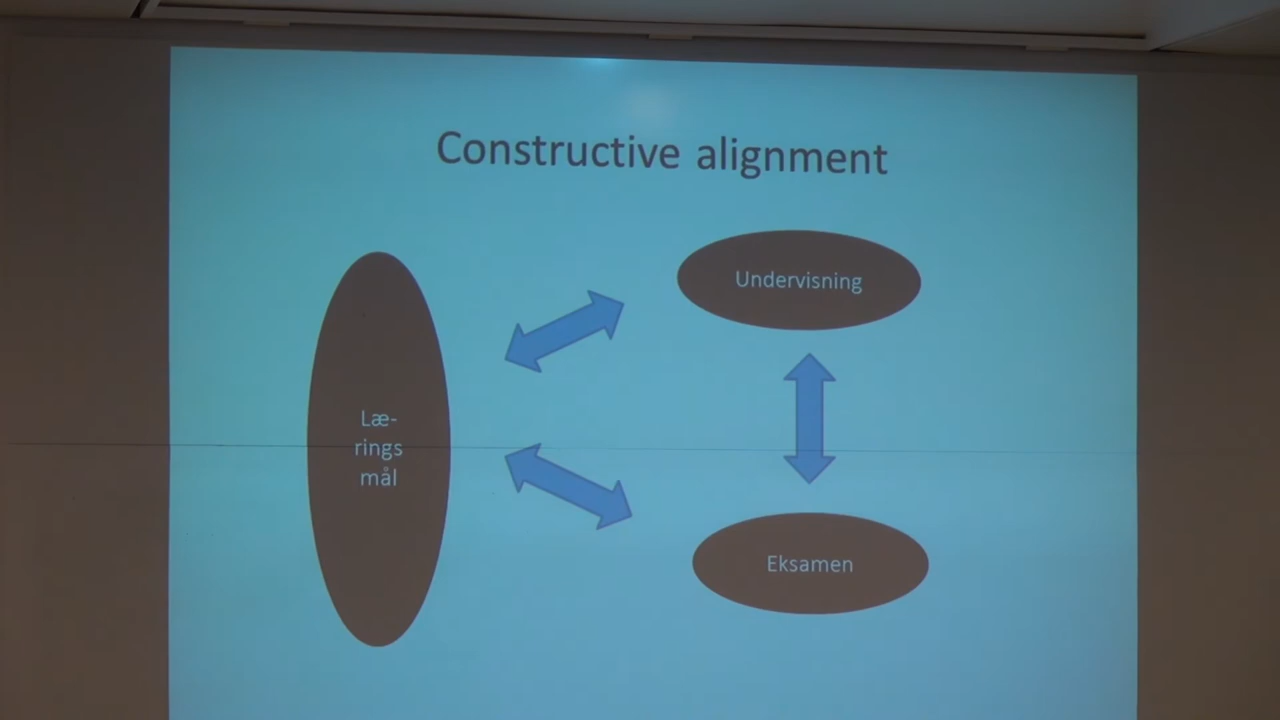 Constructive alignment
Undervisning
Læ-
rings
mål
Eksamen